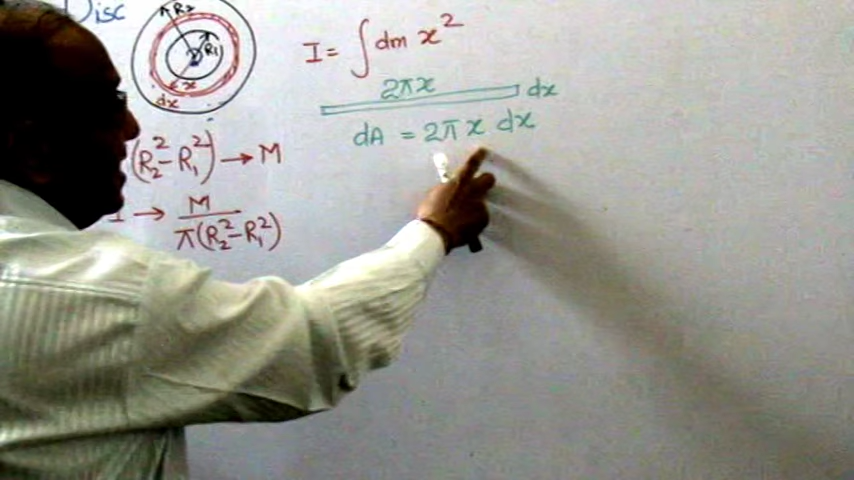 Disc
R₂
R₁
x
dx
I = ∫ dm x²
2πx
dx
dA = 2π x dx
(R₂² - R₁²) → M
1 → M / π(R₂² - R₁²)